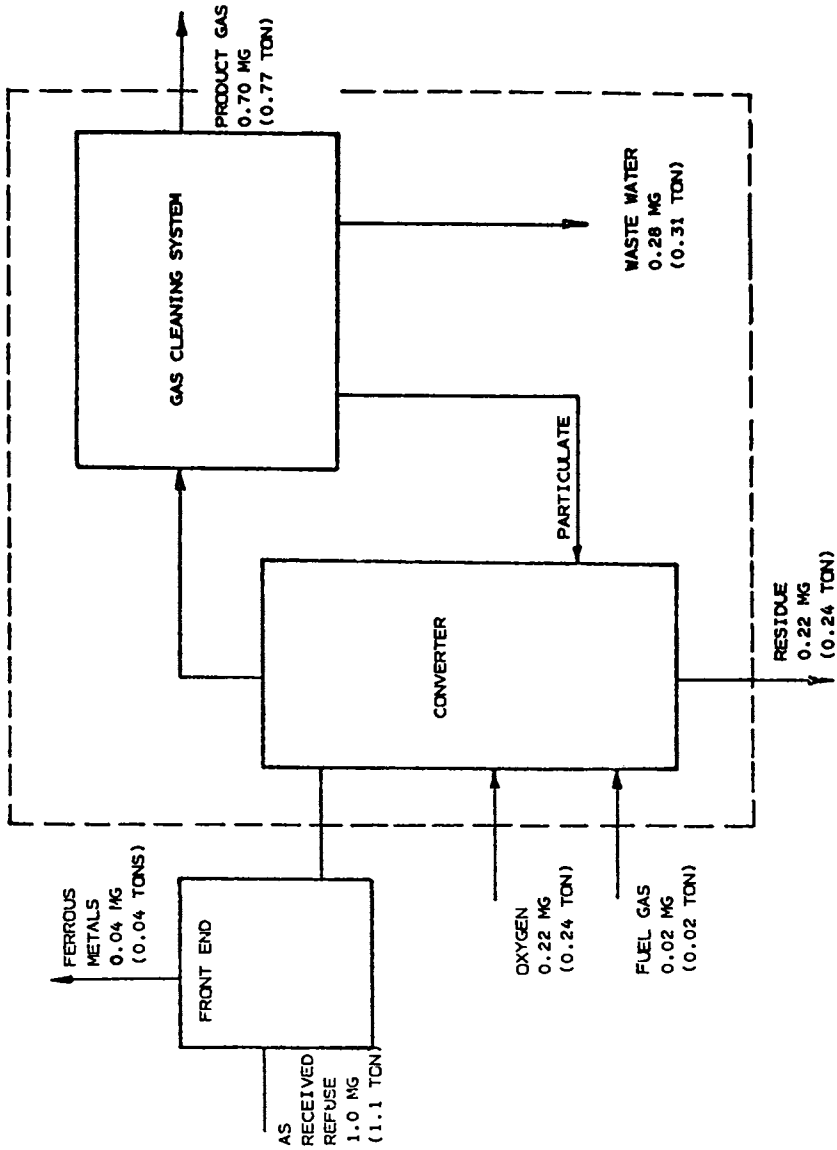 FERROUS
METALS
0.04 MG
(0.04 TONS)
FRONT END
AS
RECEIVED
REFUSE
1.0 MG
(1.1 TON)
OXYGEN
0.22 MG
(0.24 TON)
FUEL GAS
0.02 MG
(0.02 TON)
CONVERTER
PARTICULATE
RESIDUE
0.22 MG
(0.24 TON)
GAS CLEANING SYSTEM
PRODUCT GAS
0.70 MG
(0.77 TON)
WASTE WATER
0.28 MG
(0.31 TON)